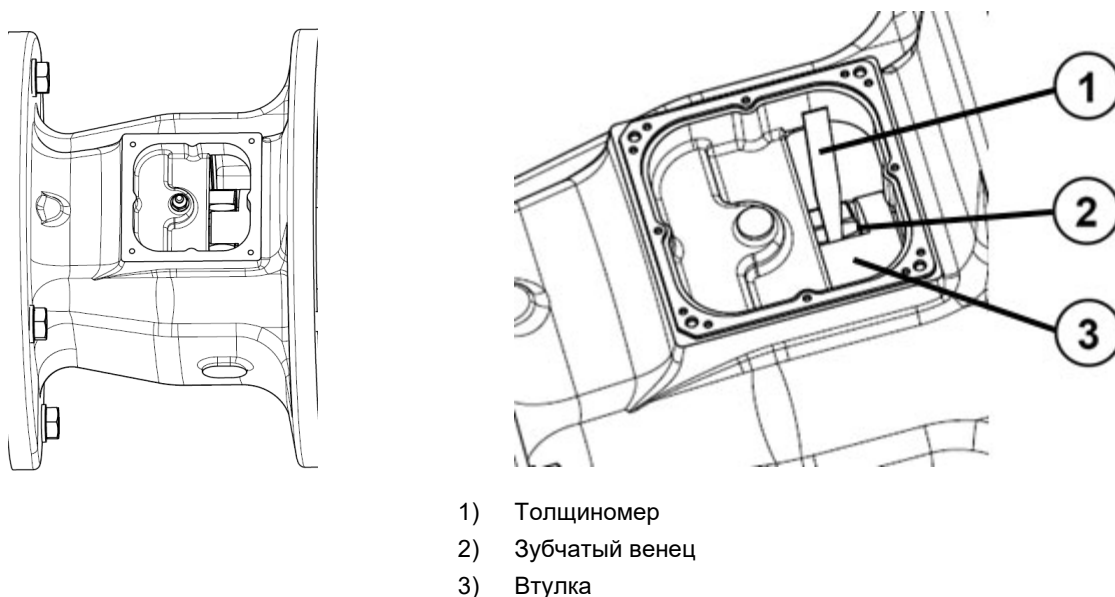 1
2
3
1) Толщиномер
2) Зубчатый венец
3) Втулка